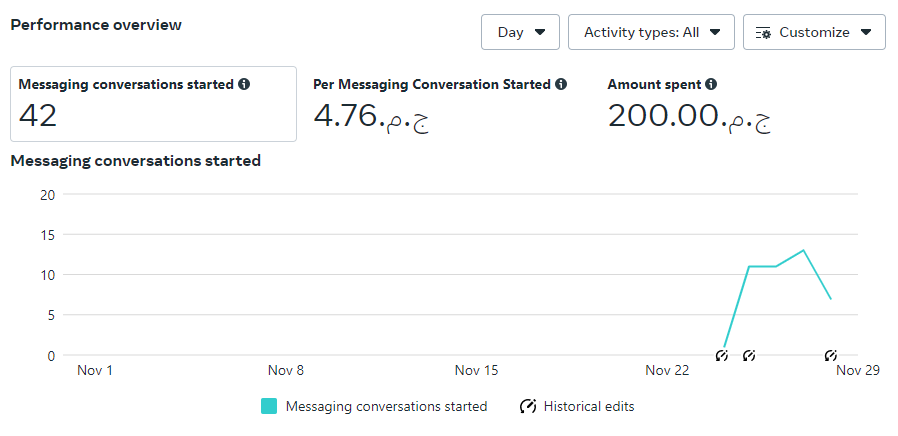 Performance overview
Day
Activity types: All
Customize
Messaging conversations started
42
Per Messaging Conversation Started
4.76.ج.م
Amount spent
200.00.ج.م
Messaging conversations started
20
15
10
5
0
Nov 1 Nov 8 Nov 15 Nov 22 Nov 29
Messaging conversations started Historical edits